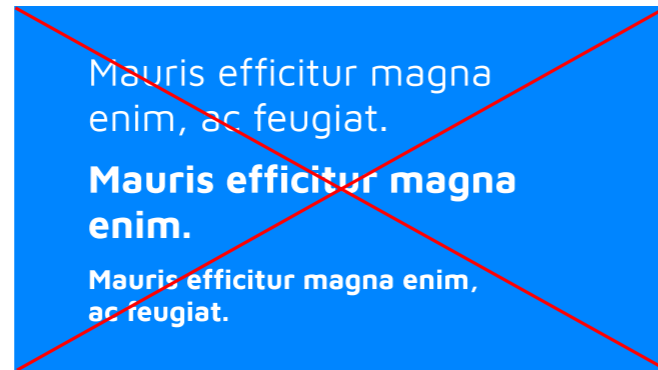 Mauris efficitur magna
enim, ac feugiat.
Mauris efficitur magna
enim.
Mauris efficitur magna enim,
ac feugiat.